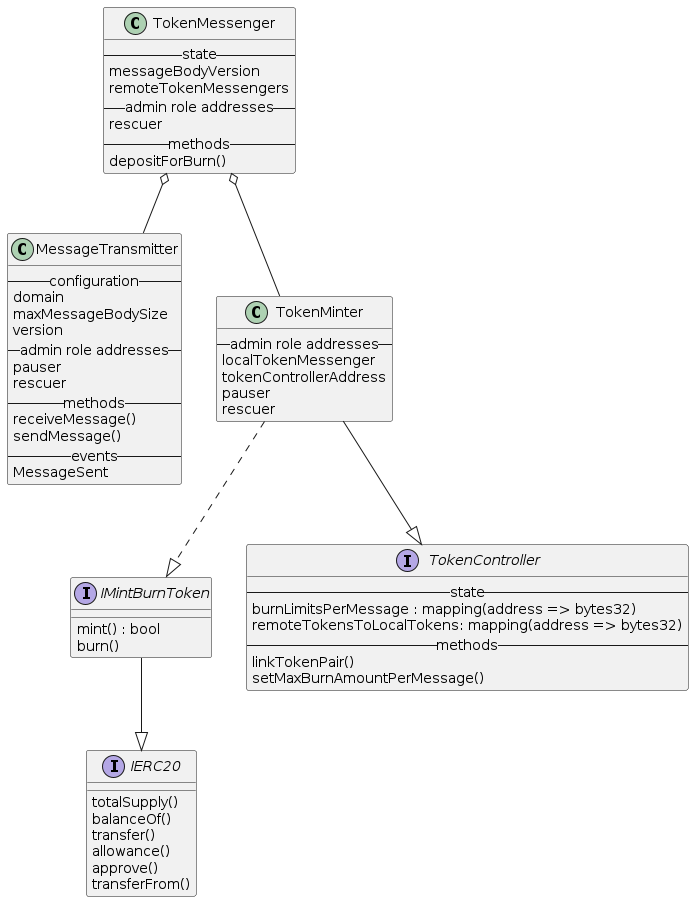 C TokenMessenger
state
messageBodyVersion
remoteTokenMessengers
admin role addresses
rescuer
methods
depositForBurn()
C MessageTransmitter
configuration
domain
maxMessageBodySize
version
admin role addresses
pauser
rescuer
methods
receiveMessage()
sendMessage()
events
MessageSent
C TokenMinter
admin role addresses
localTokenMessenger
tokenControllerAddress
pauser
rescuer
I IMintBurnToken
mint() : bool
burn()
I TokenController
state
burnLimitsPerMessage : mapping(address => bytes32)
remoteTokensToLocalTokens: mapping(address => bytes32)
methods
linkTokenPair()
setMaxBurnAmountPerMessage()
I IERC20
totalSupply()
balanceOf()
transfer()
allowance()
approve()
transferFrom()